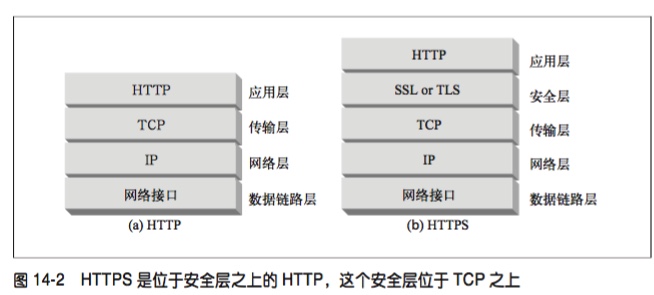 HTTP 应用层
TCP 传输层
IP 网络层
网络接口 数据链路层
(a) HTTP
HTTP 应用层
SSL or TLS 安全层
TCP 传输层
IP 网络层
网络接口 数据链路层
(b) HTTPS
图 14-2 HTTPS 是位于安全层之上的 HTTP，这个安全层位于 TCP 之上